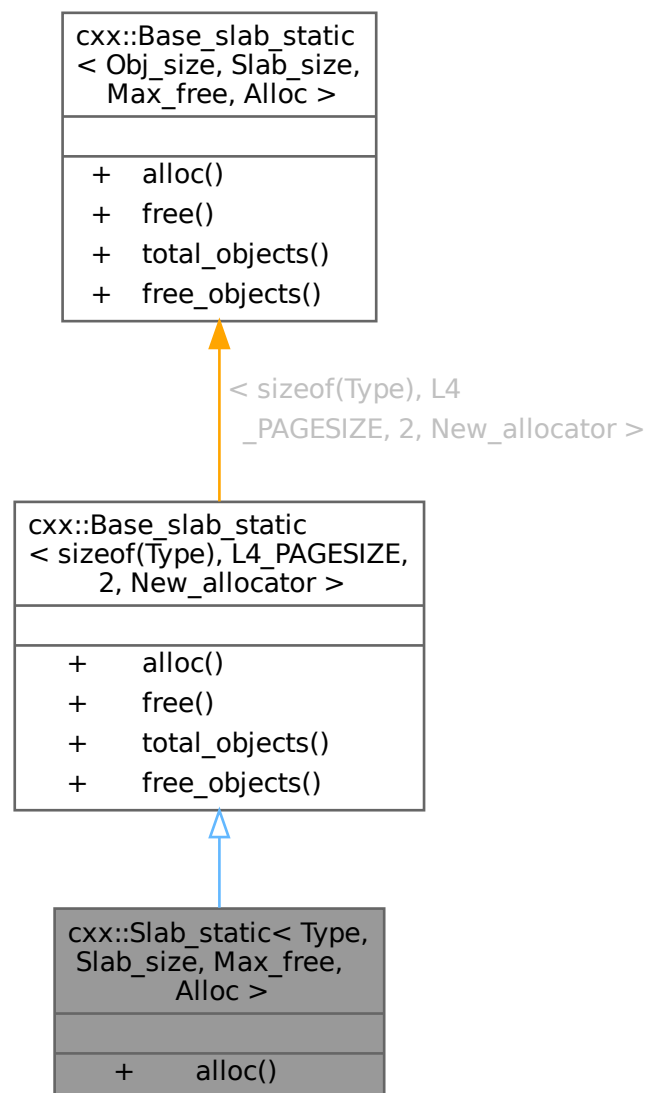 cxx::Base_slab_static
< Obj_size, Slab_size,
Max_free, Alloc >
+ alloc()
+ free()
+ total_objects()
+ free_objects()
< sizeof(Type), L4
_PAGESIZE, 2, New_allocator >
cxx::Base_slab_static
< sizeof(Type), L4_PAGESIZE,
2, New_allocator >
+ alloc()
+ free()
+ total_objects()
+ free_objects()
cxx::Slab_static< Type,
Slab_size, Max_free,
Alloc >
+ alloc()